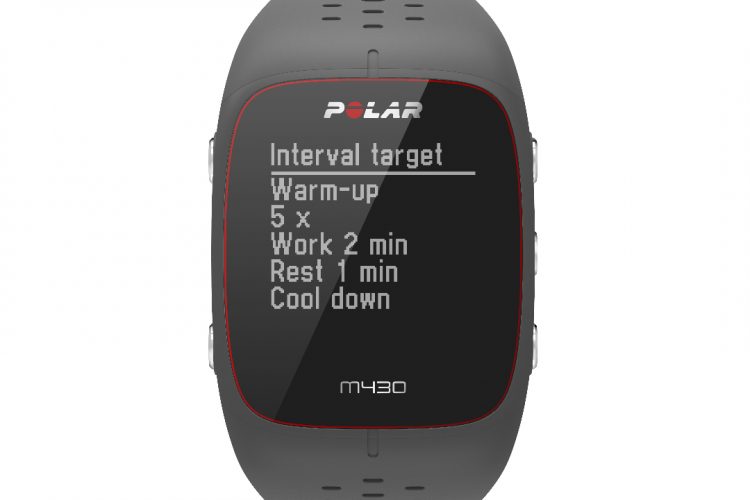 POLAR
Interval target
Warm-up
5 x
Work 2 min
Rest 1 min
Cool down
M430